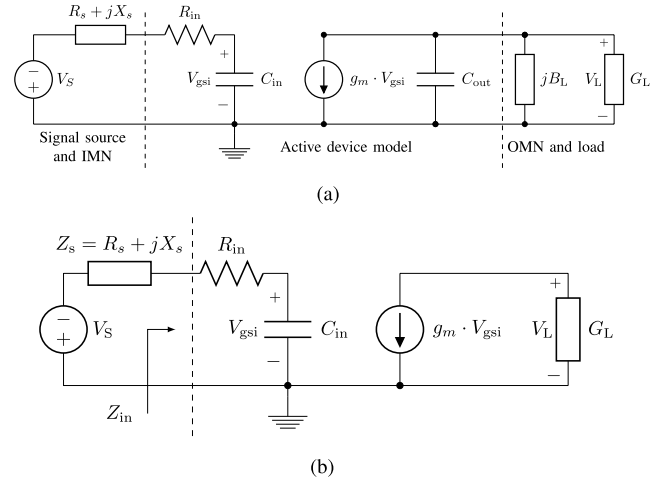 R_s + jX_s
R_in
− + V_S
+ V_gsi −
C_in
g_m · V_gsi
C_out
jB_L
+ V_L −
G_L
Signal source
and IMN
Active device model
OMN and load
(a)
Z_s = R_s + jX_s
R_in
− + V_S
+ V_gsi −
C_in
g_m · V_gsi
+ V_L −
G_L
Z_in
(b)